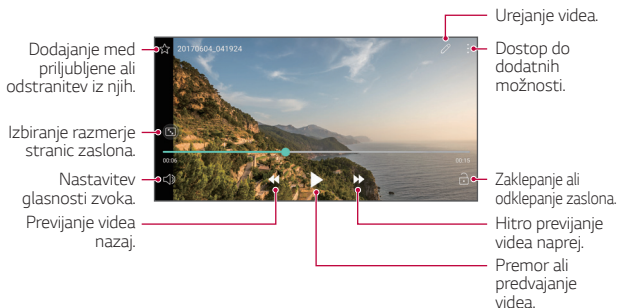 Urejanje videa.
Dodajanje med
priljubljene ali
odstranitev iz njih.
20170604_041924
Dostop do
dodatnih
možnosti.
Izbiranje razmerje
stranic zaslona.
00:06
00:15
Nastavitev
glasnosti zvoka.
Zaklepanje ali
odklepanje zaslona.
Previjanje videa
nazaj.
Hitro previjanje
videa naprej.
Premor ali
predvajanje
videa.